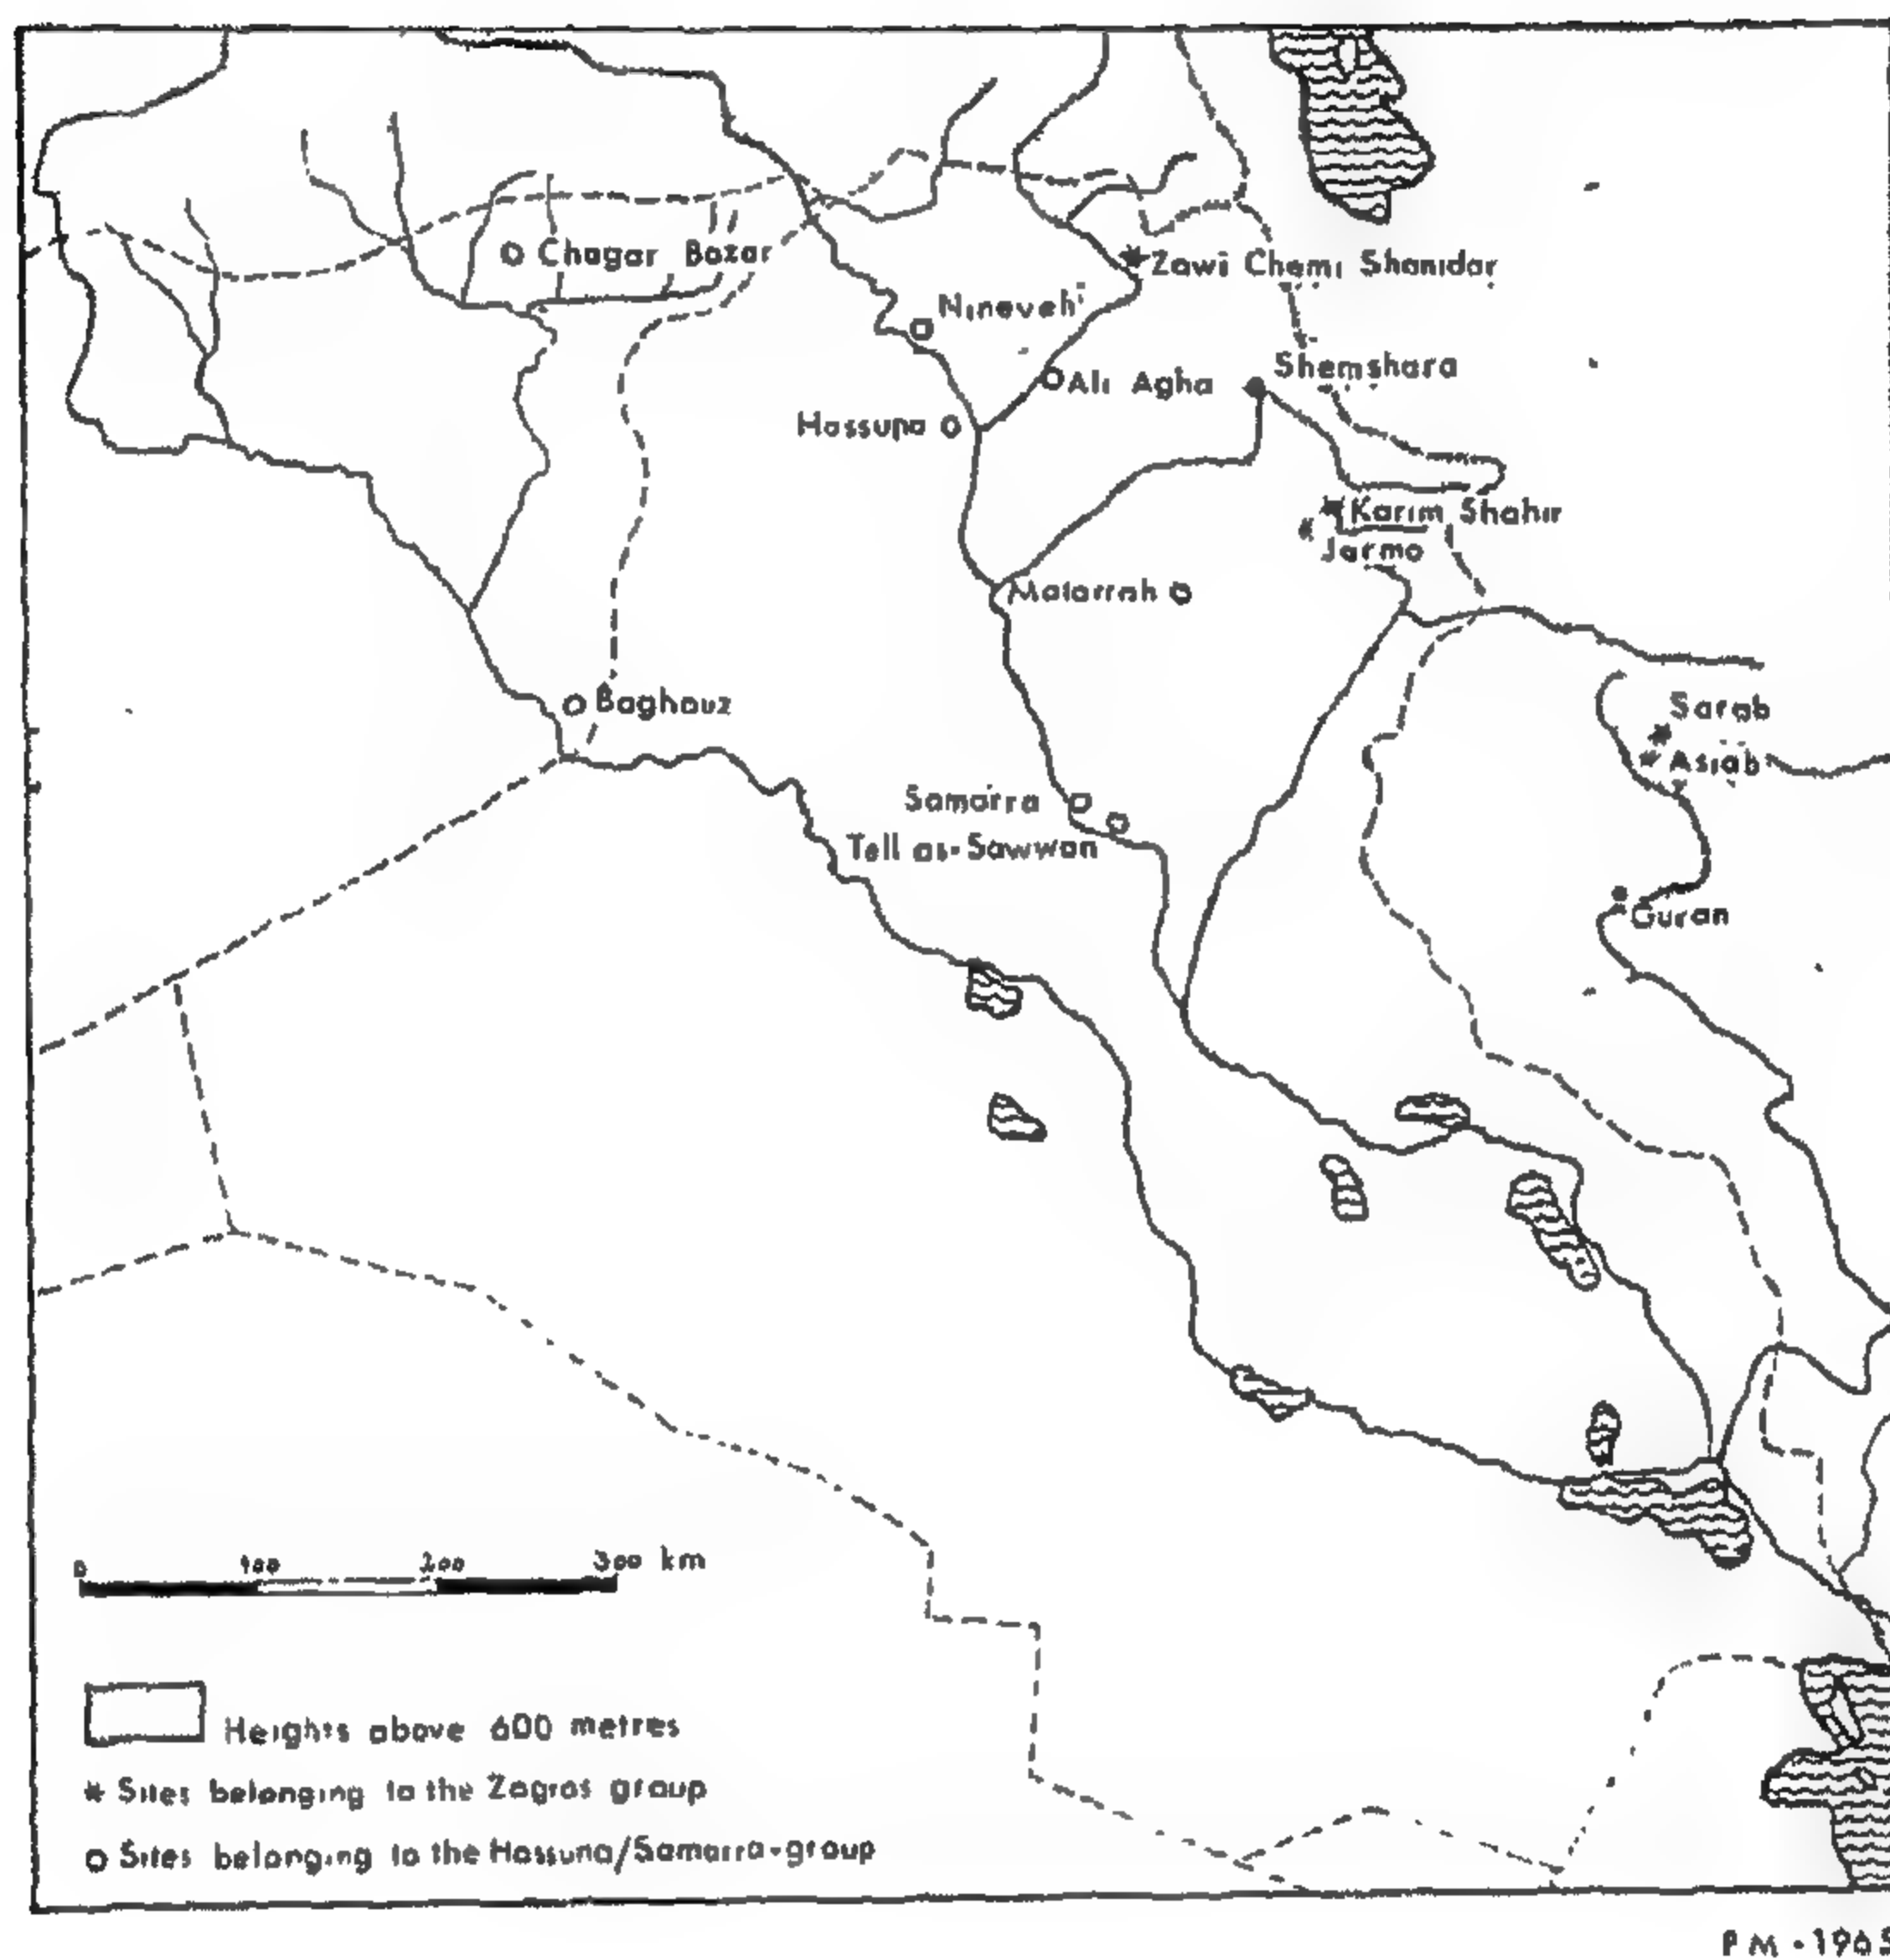 Chagar Bazar
Zawi Chemi Shanidar
Nineveh
Shemshara
Ali Agha
Hassuna
Karim Shahir
Jarmo
Matarrah
Baghouz
Sarab
Asiab
Samarra
Tell as-Sawwan
Guran
0 100 200 300 km
Heights above 600 metres
* Sites belonging to the Zagros group
Sites belonging to the Hassuna/Samarra-group
PM • 1965